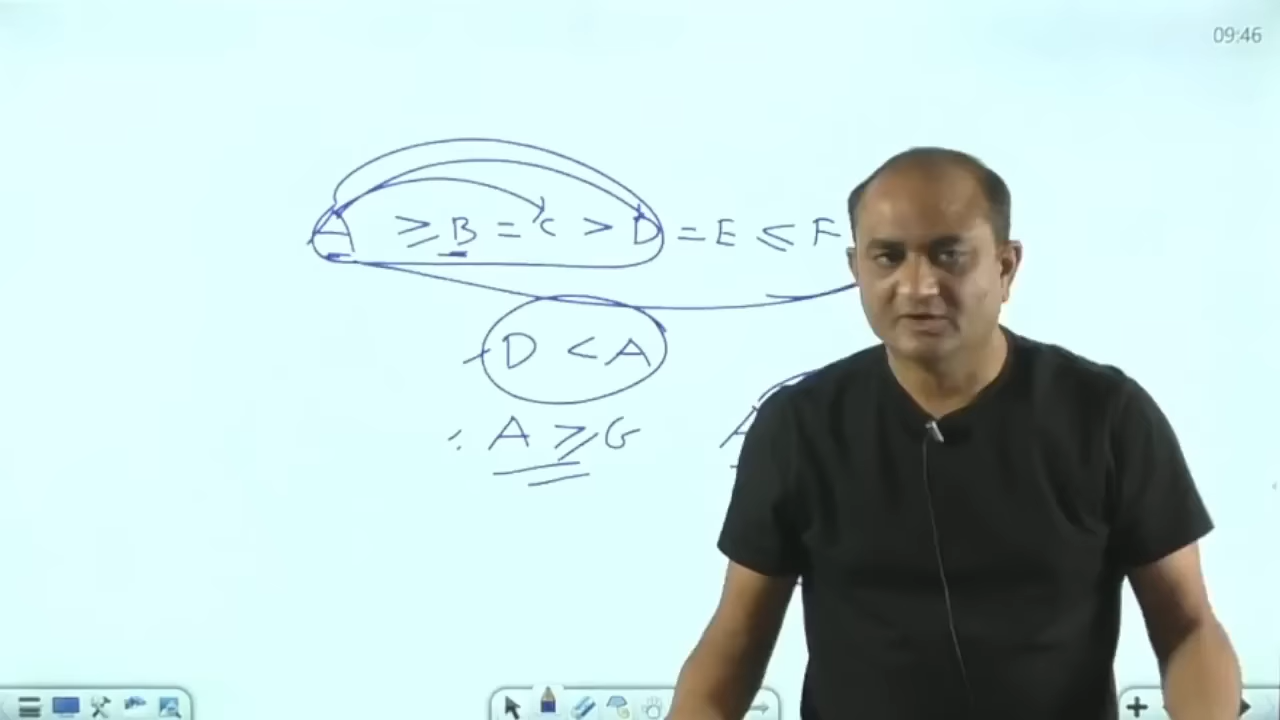 09:46
A ≥ B = C > D = E ≤ F
D < A
∴ A ≥ G A